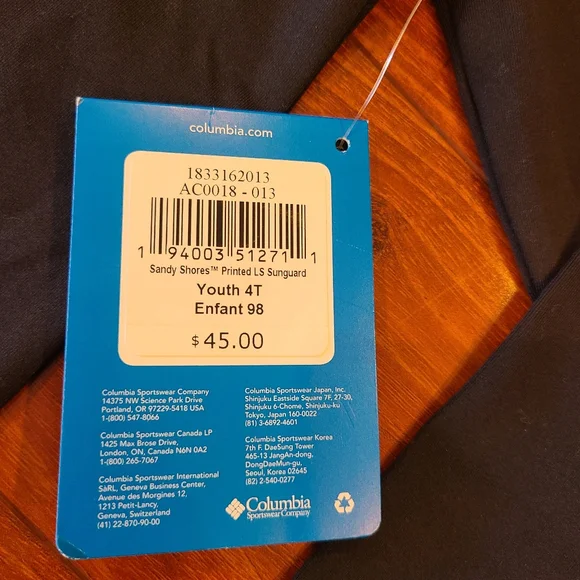 columbia.com
1833162013
AC0018 - 013
1 94003 51271 1
Sandy Shores™ Printed LS Sunguard
Youth 4T
Enfant 98
$ 45.00
Columbia Sportswear Company
14375 NW Science Park Drive
Portland, OR 97229-5418 USA
1-(800) 547-8066
Columbia Sportswear Canada LP
1425 Max Brose Drive,
London, ON, Canada N6N 0A2
1-(800) 265-7067
Columbia Sportswear International
SàRL, Geneva Business Center,
Avenue des Morgines 12,
1213 Petit-Lancy,
Geneva, Switzerland
(41) 22-870-90-00
Columbia Sportswear Japan, Inc.
Shinjuku Eastside Square 7F, 27-30,
Shinjuku 6-Chome, Shinjuku-ku
Tokyo, Japan 160-0022
(81) 3-6892-4601
Columbia Sportswear Korea
7th F. DaeSung Tower
465-13 JangAn-dong,
DongDaeMun-gu,
Seoul, Korea 02645
(82) 2-540-0277
Columbia
Sportswear Company